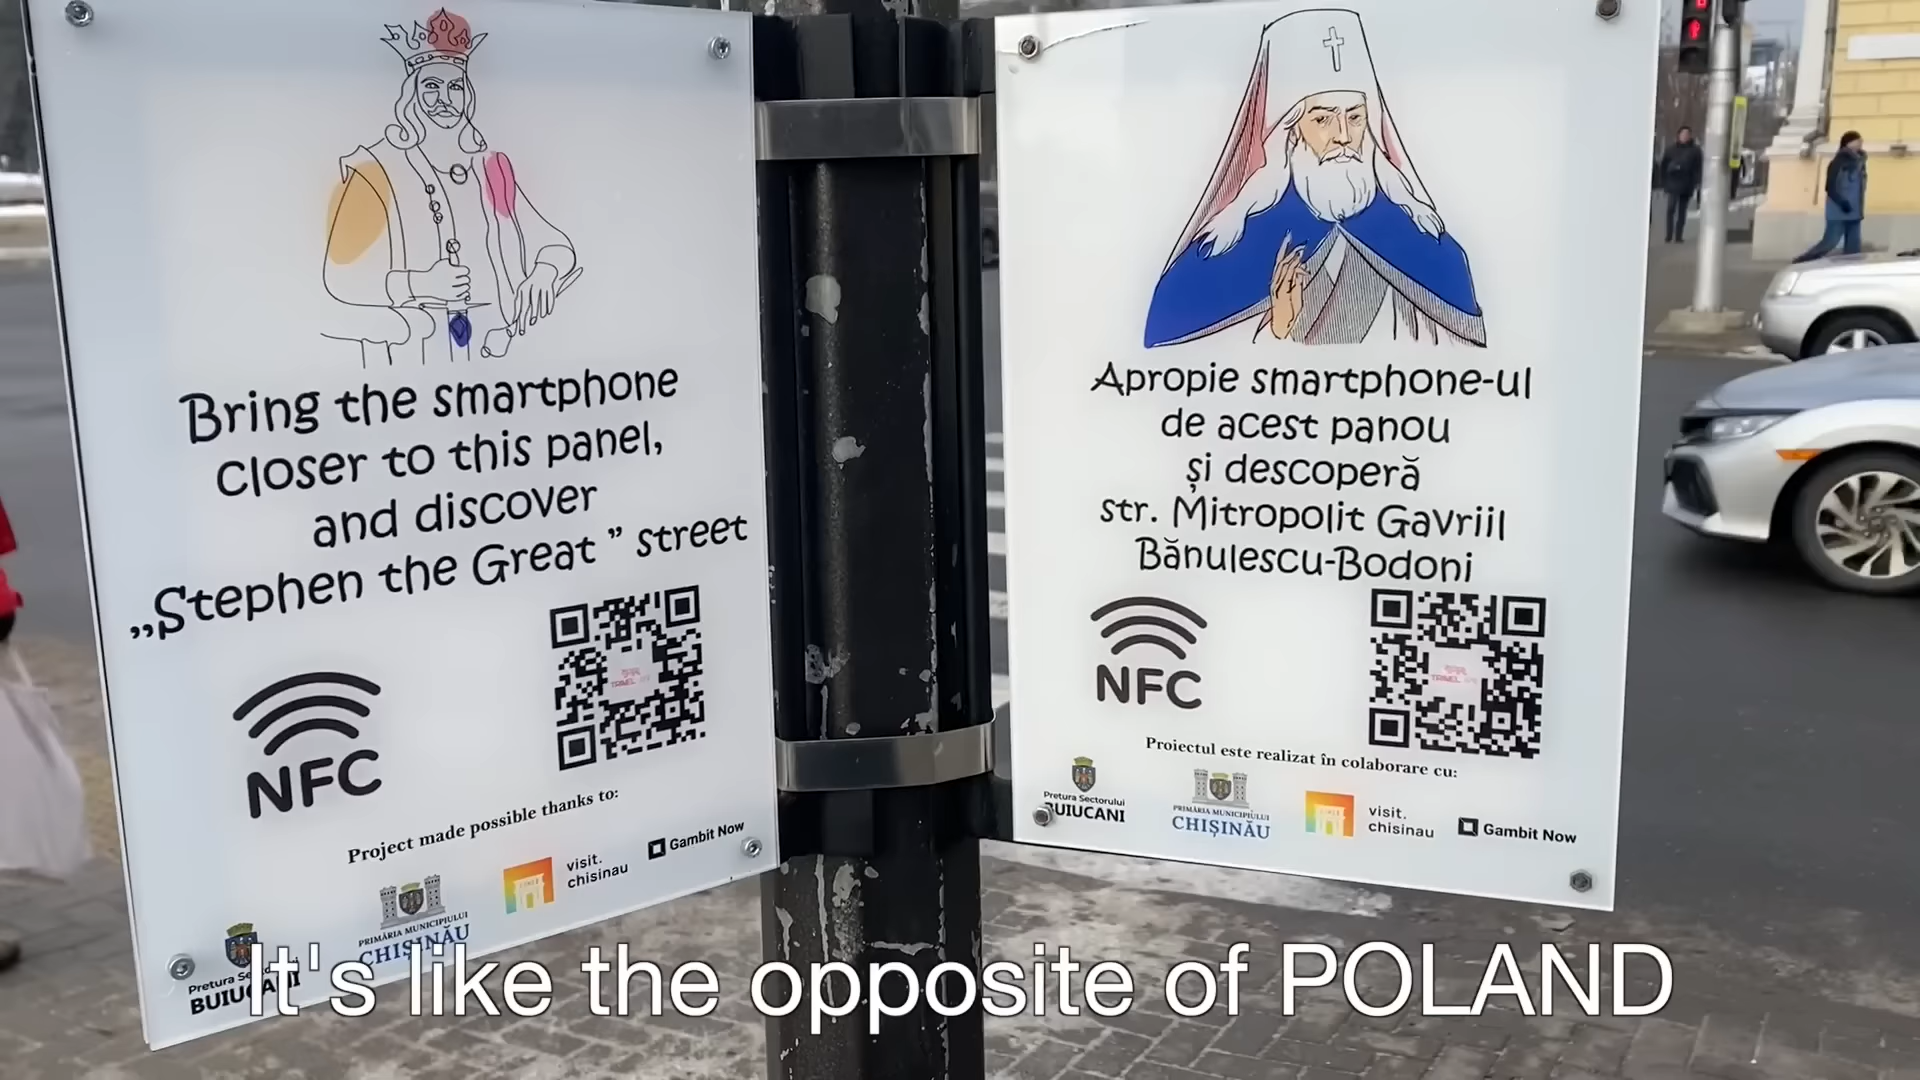 Bring the smartphone
closer to this panel,
and discover
„Stephen the Great” street
NFC
Project made possible thanks to:
Pretura Sectorului
BUIUCANI
PRIMĂRIA MUNICIPIULUI
CHIȘINĂU
visit.
chisinau
Gambit Now
Apropie smartphone-ul
de acest panou
și descoperă
str. Mitropolit Gavriil
Bănulescu-Bodoni
NFC
Proiectul este realizat în colaborare cu:
Pretura Sectorului
BUIUCANI
PRIMĂRIA MUNICIPIULUI
CHIȘINĂU
visit.
chisinau
Gambit Now
It's like the opposite of POLAND